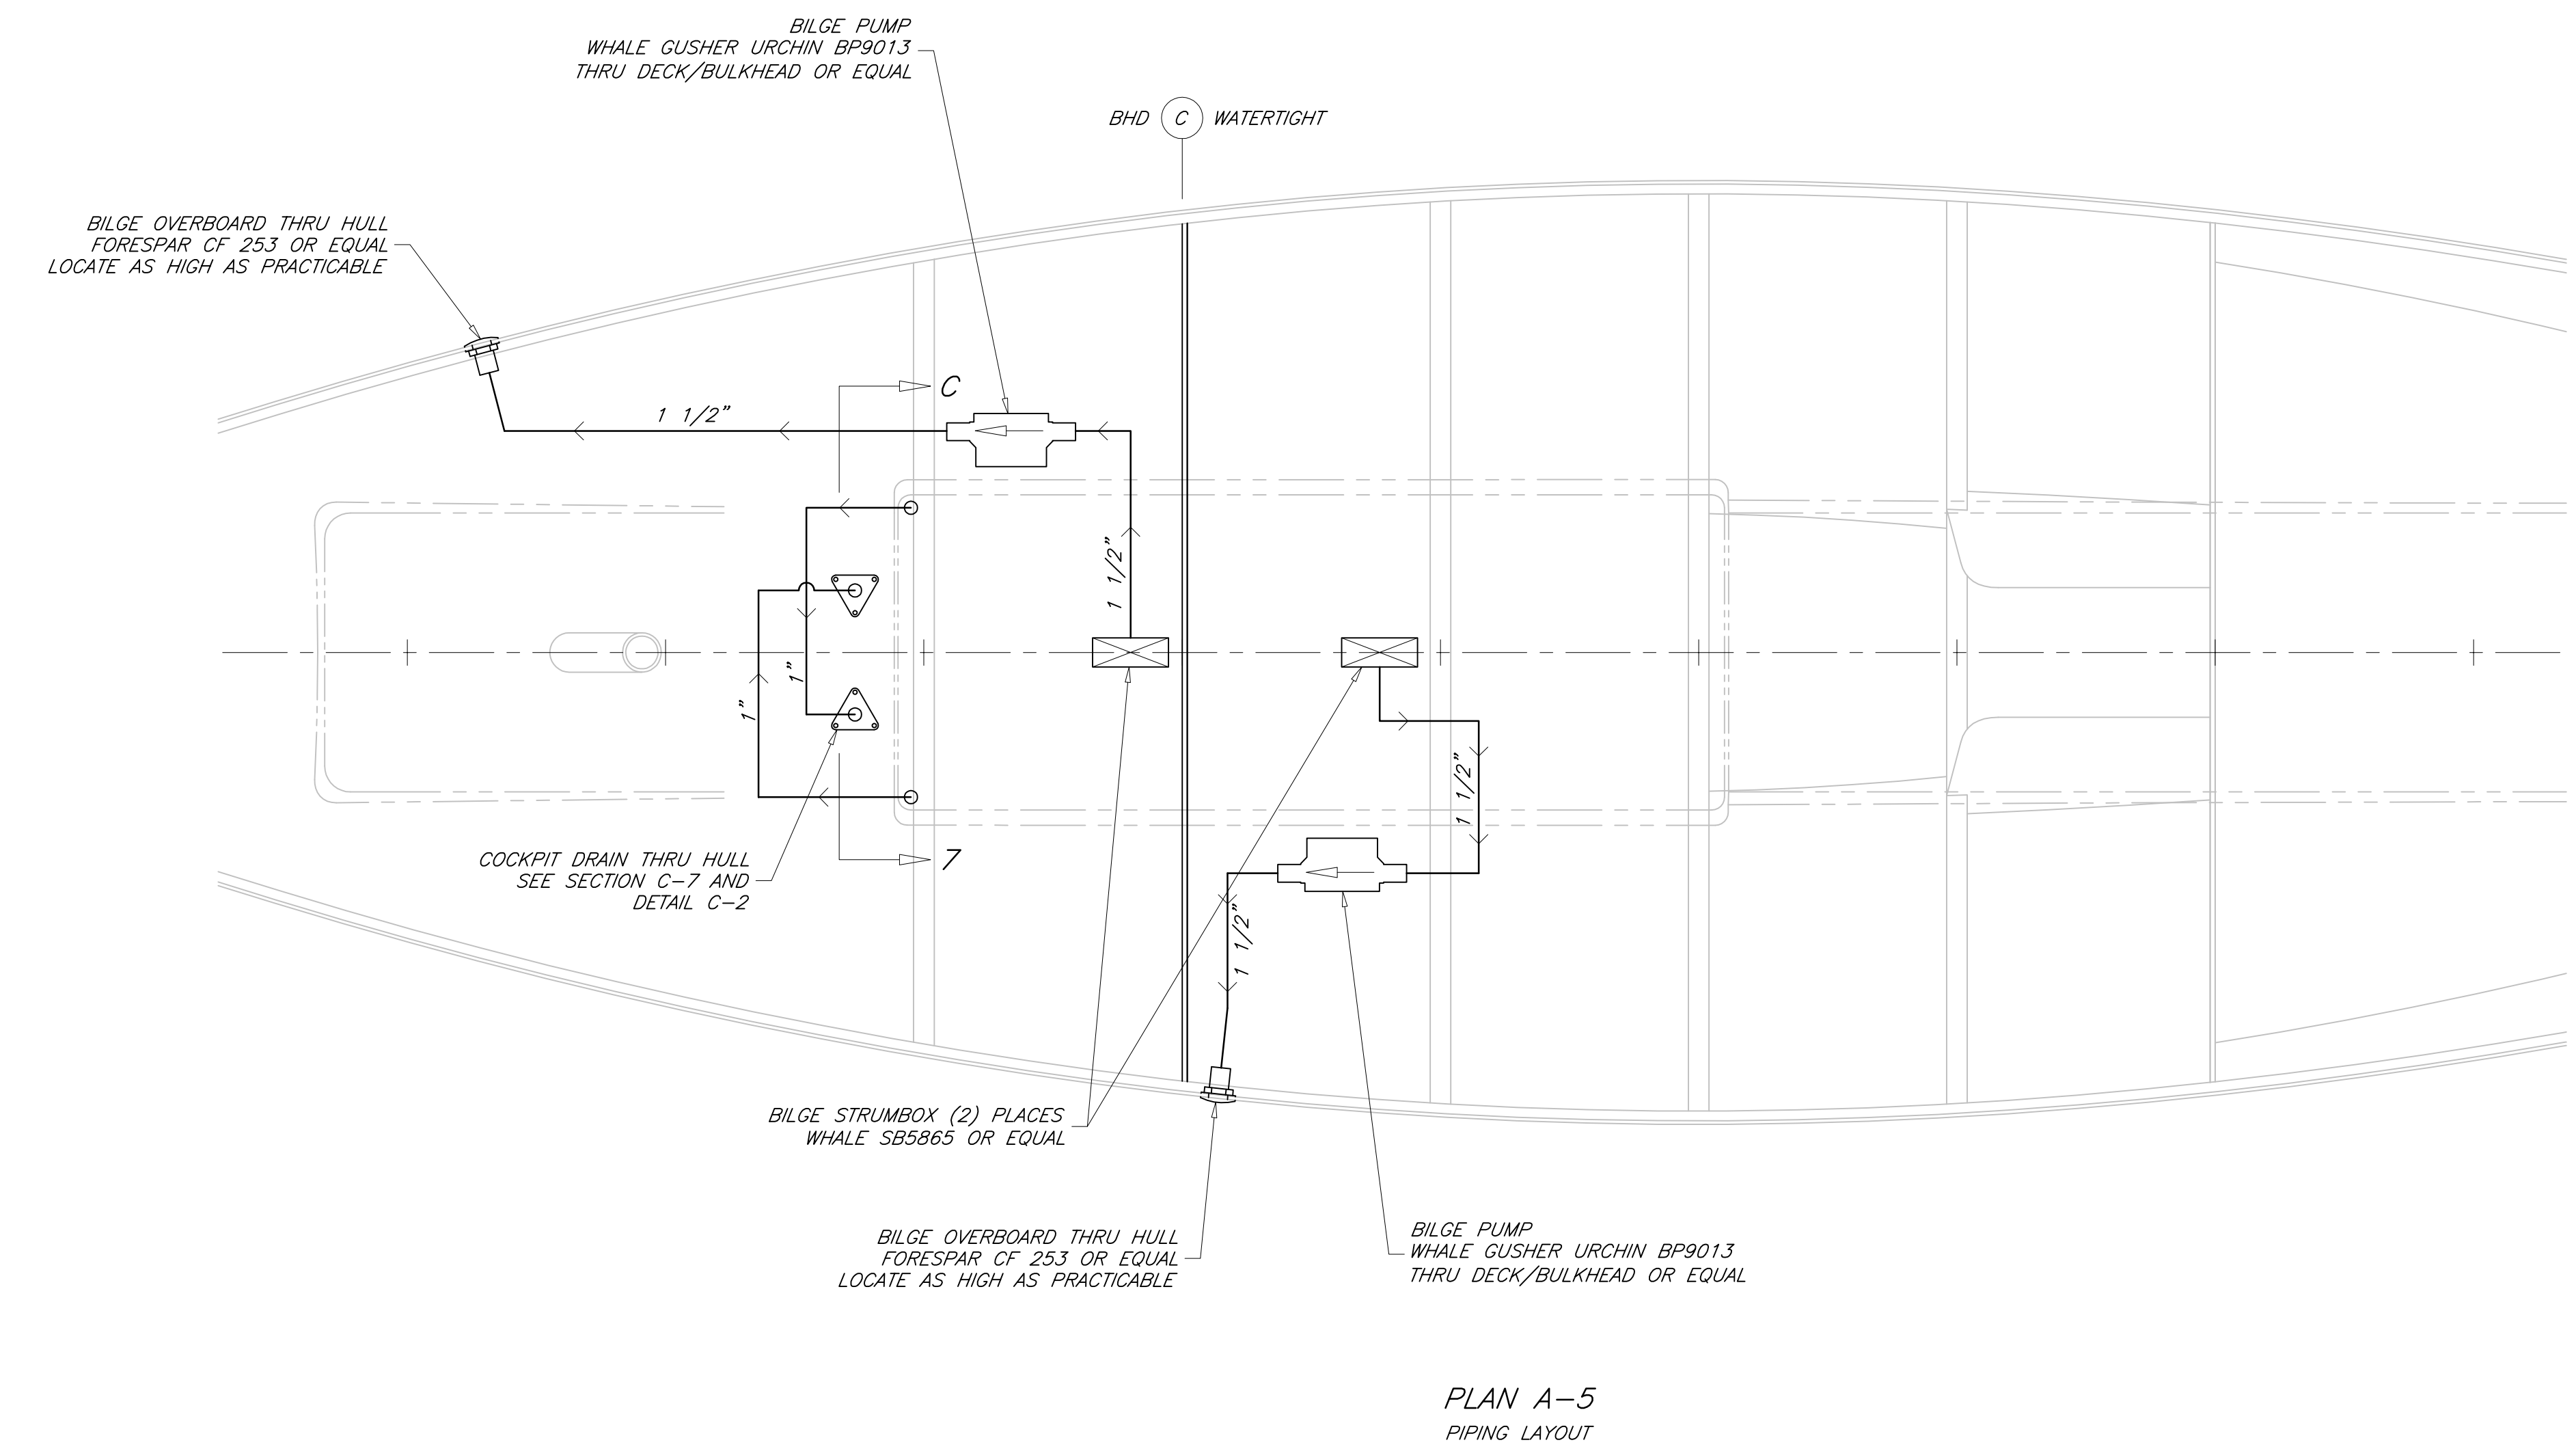 BILGE PUMP
WHALE GUSHER URCHIN BP9013
THRU DECK/BULKHEAD OR EQUAL
BHD C WATERTIGHT
BILGE OVERBOARD THRU HULL
FORESPAR CF 253 OR EQUAL
LOCATE AS HIGH AS PRACTICABLE
C
1 1/2"
1 1/2"
1"
1"
1 1/2"
7
COCKPIT DRAIN THRU HULL
SEE SECTION C-7 AND
DETAIL C-2
1 1/2"
BILGE STRUMBOX (2) PLACES
WHALE SB5865 OR EQUAL
BILGE OVERBOARD THRU HULL
FORESPAR CF 253 OR EQUAL
LOCATE AS HIGH AS PRACTICABLE
BILGE PUMP
WHALE GUSHER URCHIN BP9013
THRU DECK/BULKHEAD OR EQUAL
PLAN A-5
PIPING LAYOUT